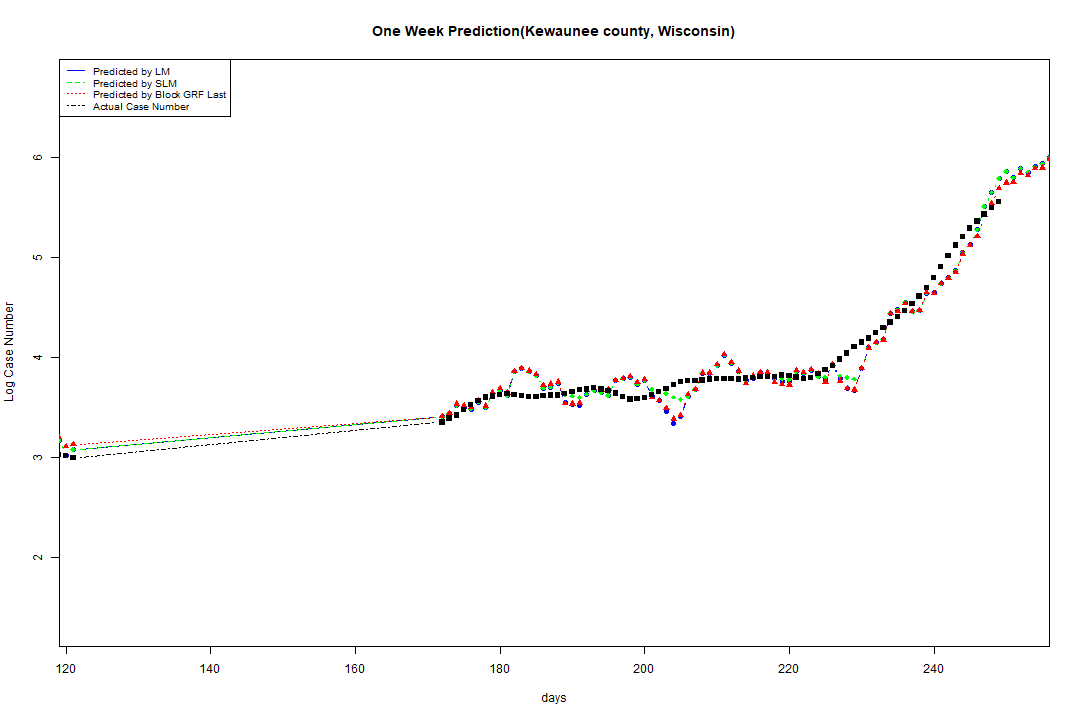 One Week Prediction(Kewaunee county, Wisconsin)
Predicted by LM
Predicted by SLM
Predicted by Block GRF Last
Actual Case Number
6
5
4
3
2
Log Case Number
120 140 160 180 200 220 240
days